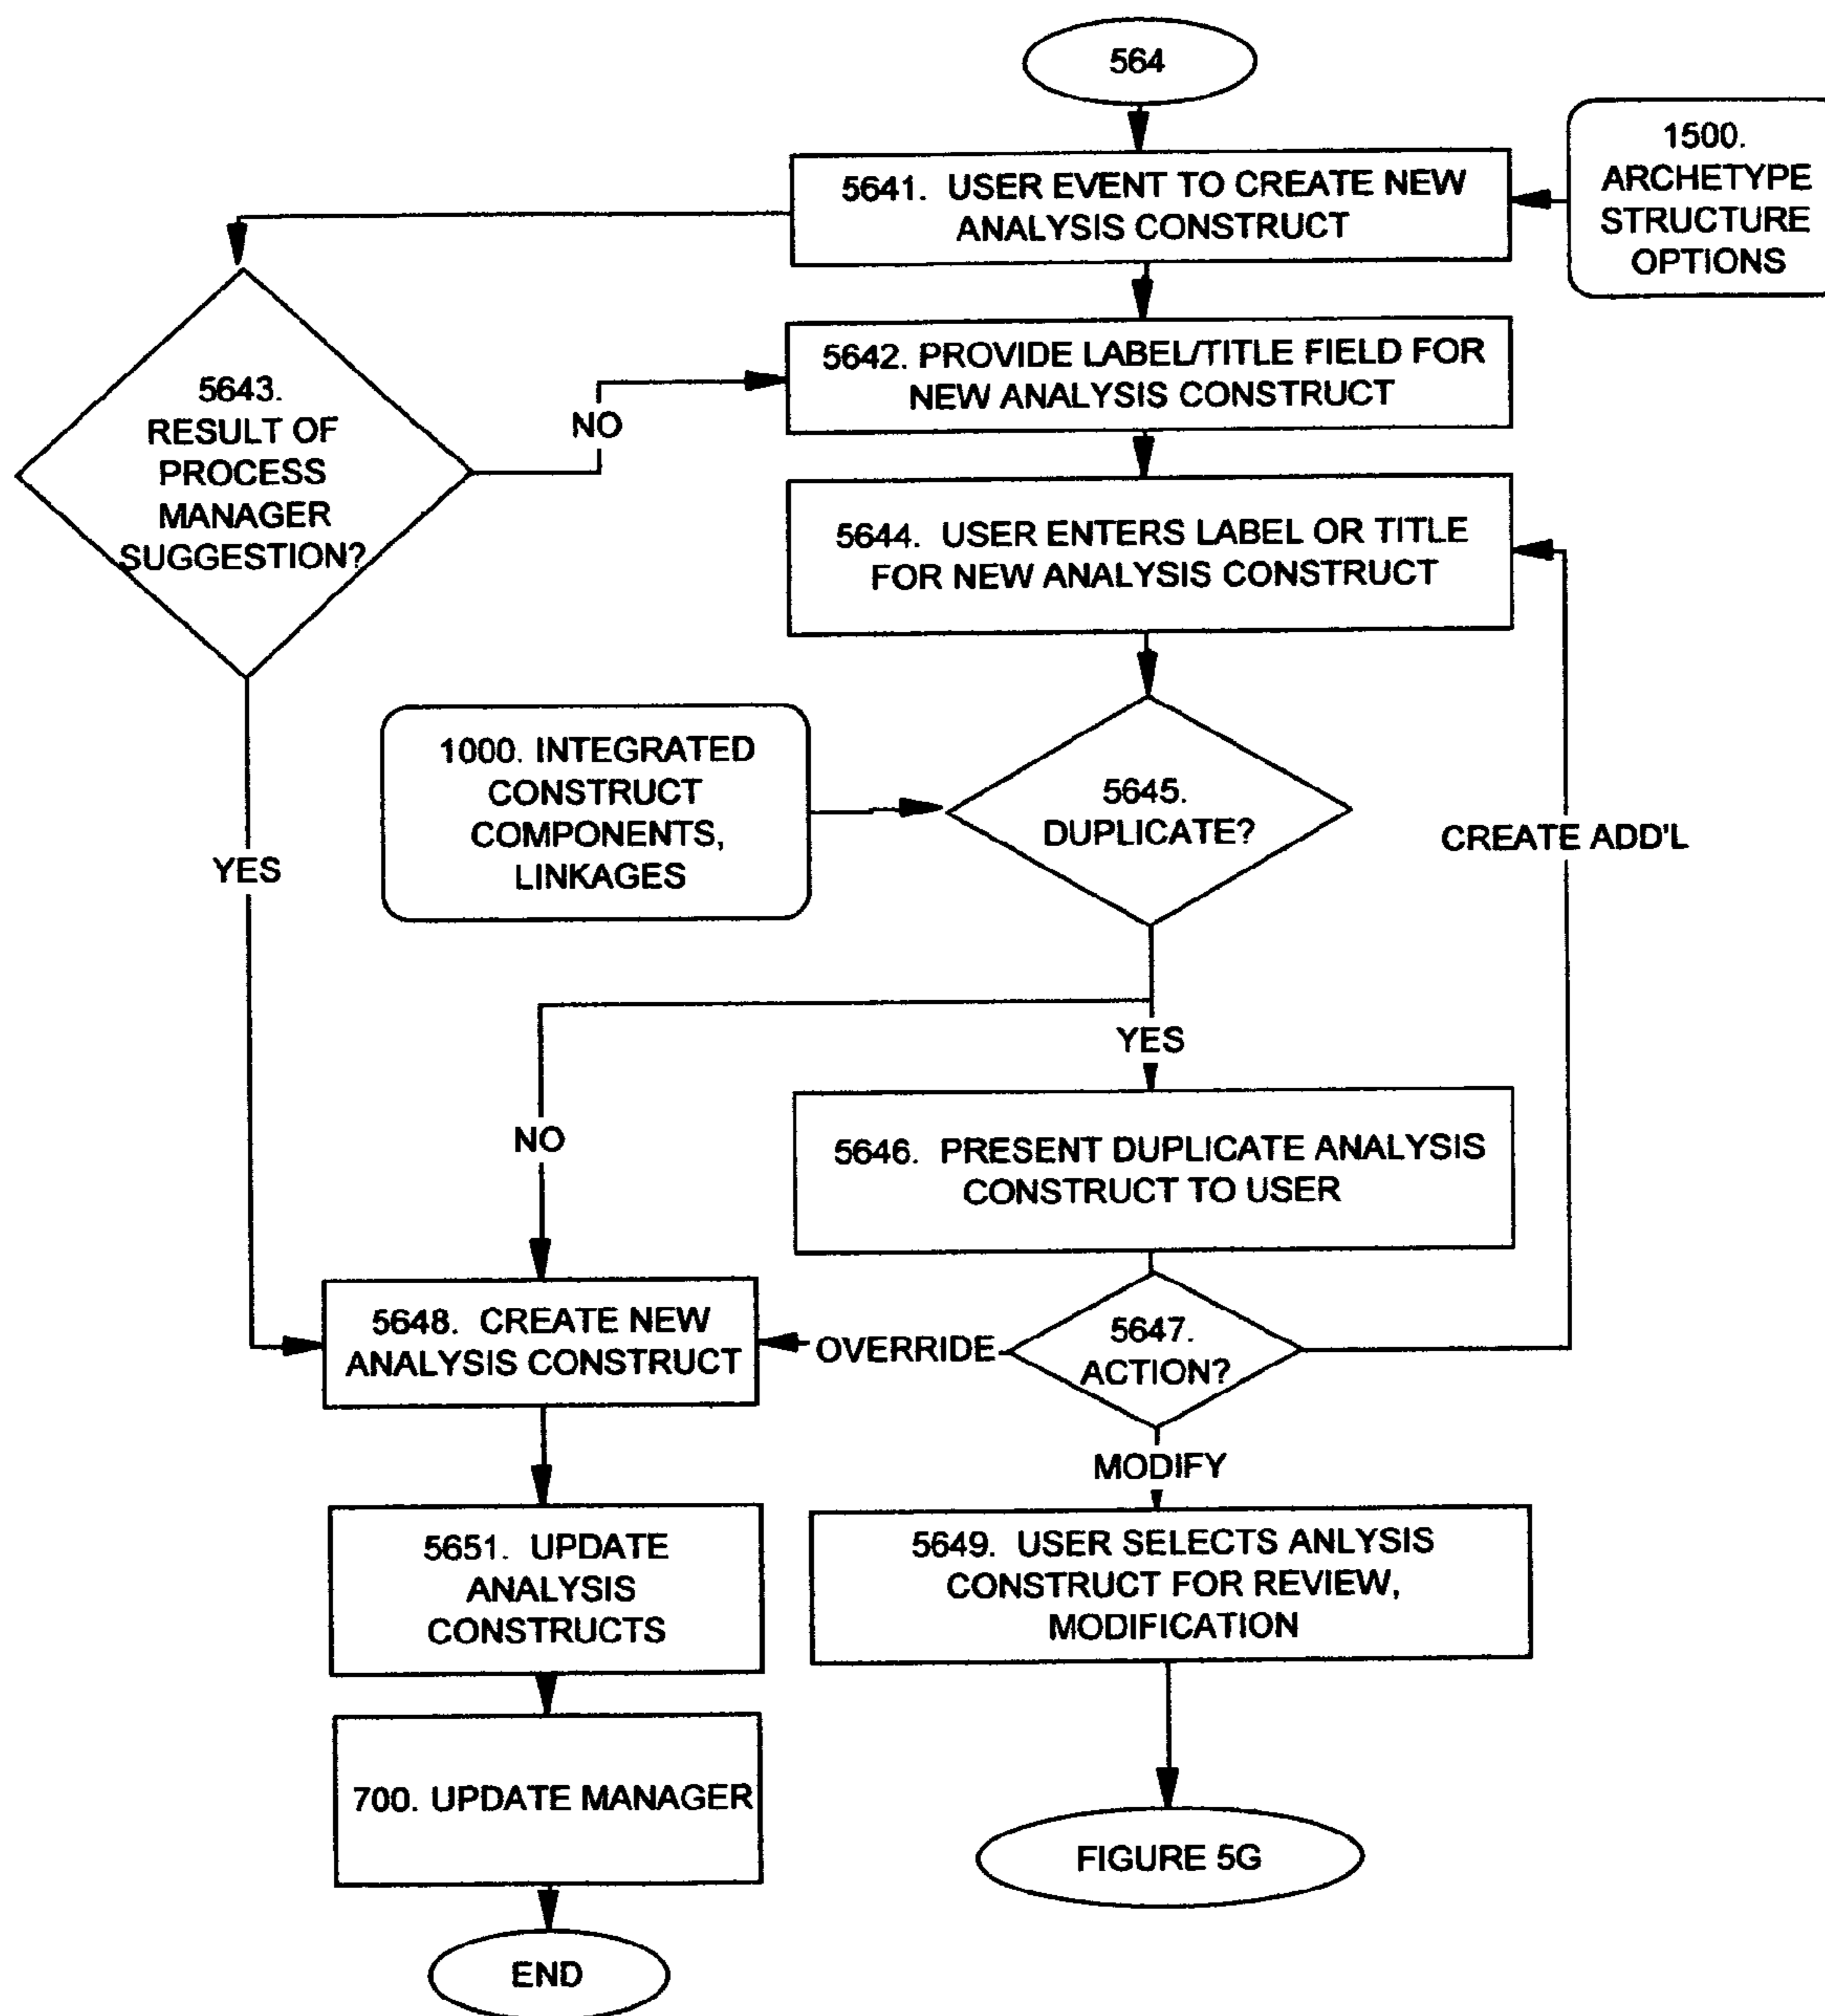 564
1500.
ARCHETYPE
STRUCTURE
OPTIONS
5641. USER EVENT TO CREATE NEW
ANALYSIS CONSTRUCT
5642. PROVIDE LABEL/TITLE FIELD FOR
NEW ANALYSIS CONSTRUCT
5643.
RESULT OF
PROCESS
MANAGER
SUGGESTION?
NO
5644. USER ENTERS LABEL OR TITLE
FOR NEW ANALYSIS CONSTRUCT
1000. INTEGRATED
CONSTRUCT
COMPONENTS,
LINKAGES
5645.
DUPLICATE?
CREATE ADD'L
YES
YES
NO
5646. PRESENT DUPLICATE ANALYSIS
CONSTRUCT TO USER
5648. CREATE NEW
ANALYSIS CONSTRUCT
OVERRIDE
5647.
ACTION?
MODIFY
5651. UPDATE
ANALYSIS
CONSTRUCTS
5649. USER SELECTS ANLYSIS
CONSTRUCT FOR REVIEW,
MODIFICATION
700. UPDATE MANAGER
FIGURE 5G
END